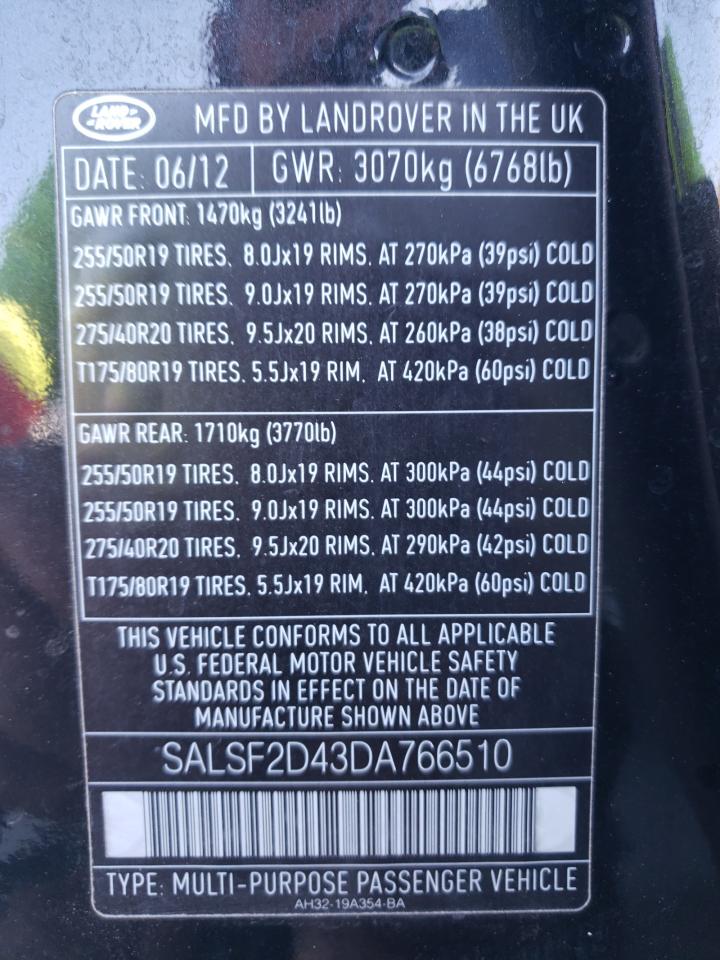 LAND ROVER
MFD BY LANDROVER IN THE UK
DATE: 06/12 GWR: 3070kg (6768lb)
GAWR FRONT: 1470kg (3241lb)
255/50R19 TIRES, 8.0Jx19 RIMS, AT 270kPa (39psi) COLD
255/50R19 TIRES, 9.0Jx19 RIMS, AT 270kPa (39psi) COLD
275/40R20 TIRES, 9.5Jx20 RIMS, AT 260kPa (38psi) COLD
T175/80R19 TIRES, 5.5Jx19 RIM, AT 420kPa (60psi) COLD
GAWR REAR: 1710kg (3770lb)
255/50R19 TIRES, 8.0Jx19 RIMS, AT 300kPa (44psi) COLD
255/50R19 TIRES, 9.0Jx19 RIMS, AT 300kPa (44psi) COLD
275/40R20 TIRES, 9.5Jx20 RIMS, AT 290kPa (42psi) COLD
T175/80R19 TIRES, 5.5Jx19 RIM, AT 420kPa (60psi) COLD
THIS VEHICLE CONFORMS TO ALL APPLICABLE
U.S. FEDERAL MOTOR VEHICLE SAFETY
STANDARDS IN EFFECT ON THE DATE OF
MANUFACTURE SHOWN ABOVE
SALSF2D43DA766510
TYPE: MULTI-PURPOSE PASSENGER VEHICLE
AH32-19A354-BA